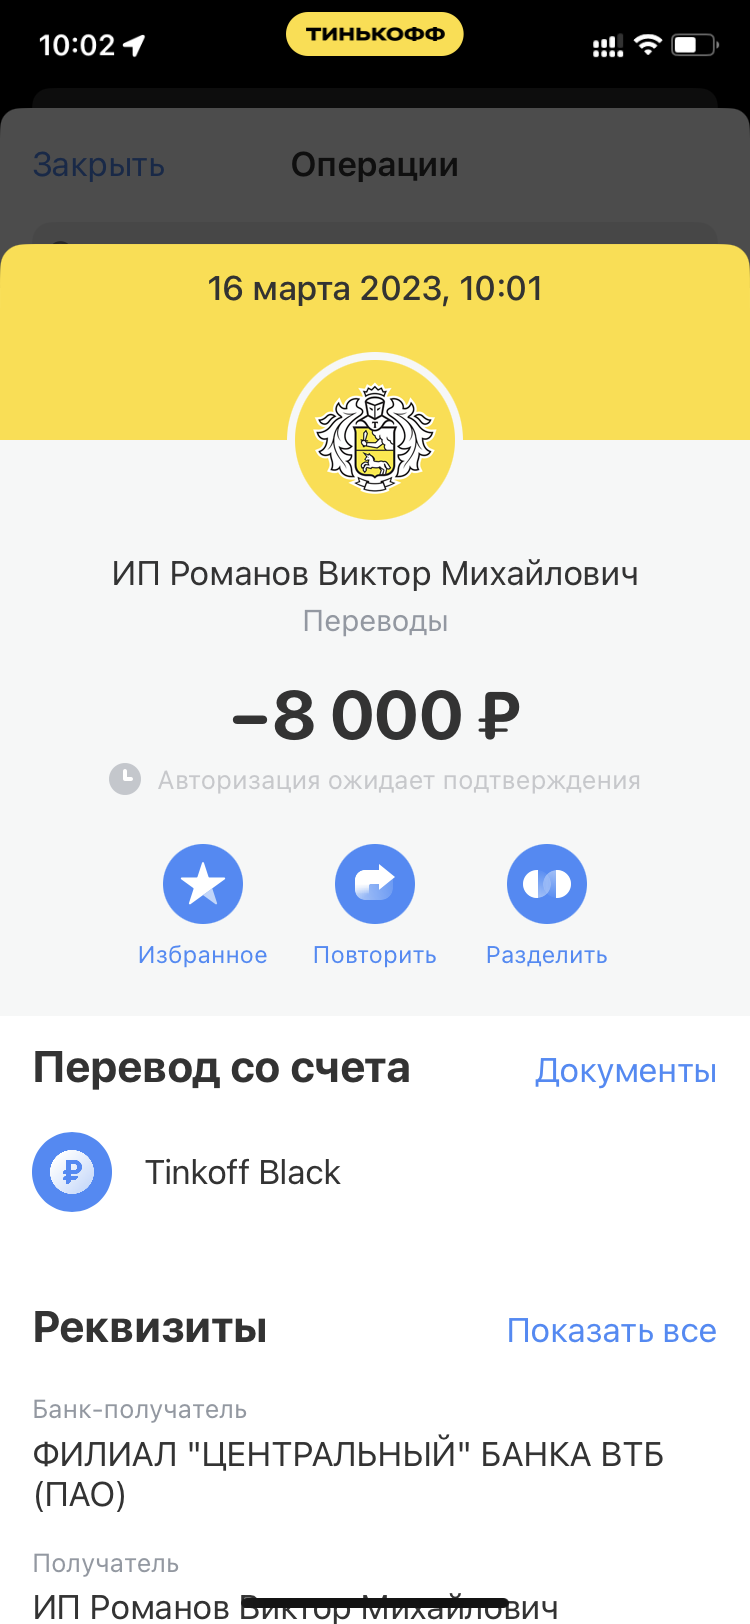 10:02
ТИНЬКОФФ
Закрыть
Операции
16 марта 2023, 10:01
ИП Романов Виктор Михайлович
Переводы
–8 000 ₽
Авторизация ожидает подтверждения
Избранное
Повторить
Разделить
Перевод со счета
Документы
₽
Tinkoff Black
Реквизиты
Показать все
Банк-получатель
ФИЛИАЛ "ЦЕНТРАЛЬНЫЙ" БАНКА ВТБ
(ПАО)
Получатель
ИП Романов Виктор Михайлович